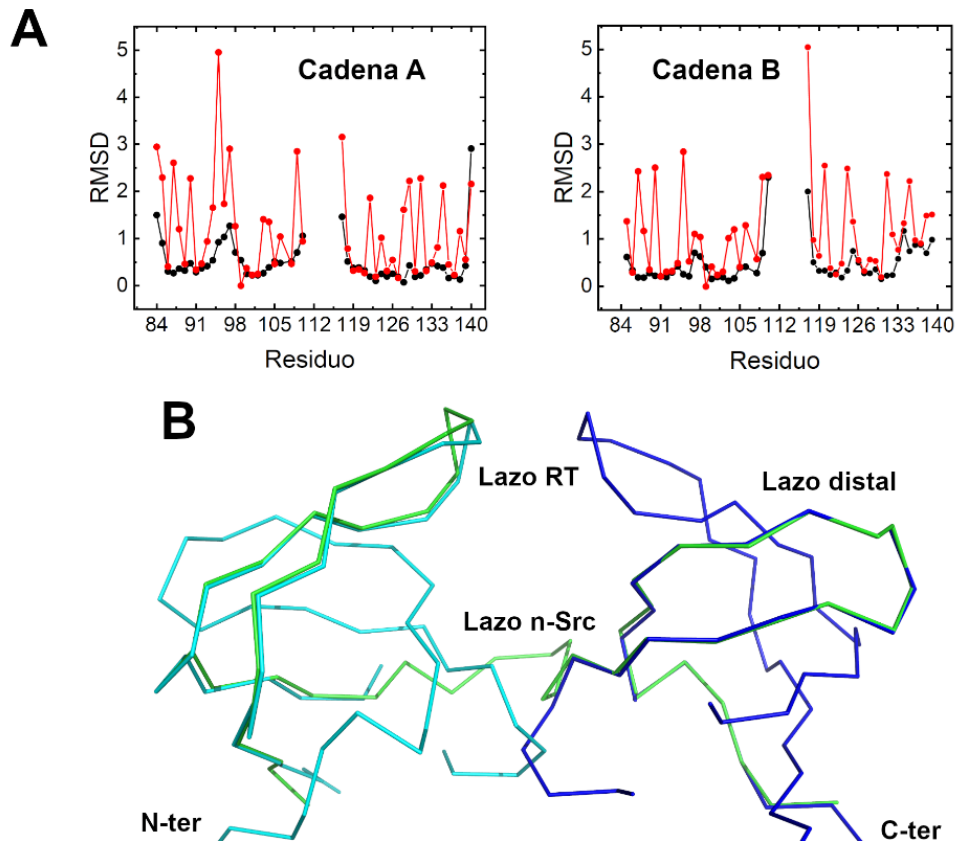 A
Cadena A
RMSD
5
4
3
2
1
0
84 91 98 105 112 119 126 133 140
Residuo
Cadena B
RMSD
5
4
3
2
1
0
84 91 98 105 112 119 126 133 140
Residuo
B
Lazo RT
Lazo distal
Lazo n-Src
N-ter
C-ter